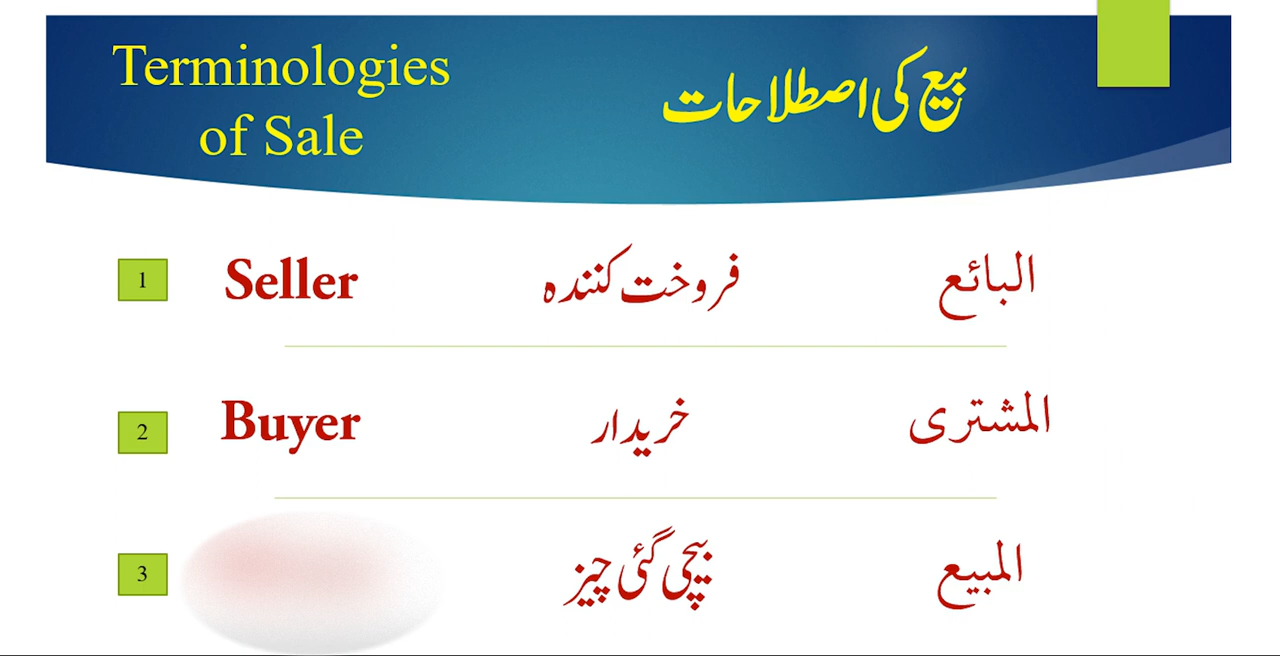 Terminologies
of Sale
بیع کی اصطلاحات
1 Seller فروخت کنندہ البائع
2 Buyer خریدار المشتری
3 بیچی گئی چیز المبیع